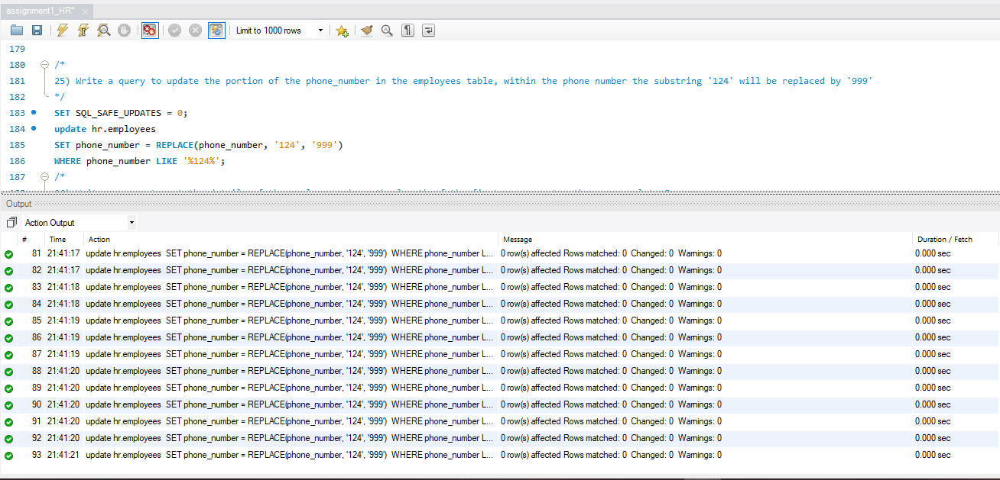 assignment1_HR*
Limit to 1000 rows
179
180 /*
181 25) Write a query to update the portion of the phone_number in the employees table, within the phone number the substring '124' will be replaced by '999'
182 */
183 SET SQL_SAFE_UPDATES = 0;
184 update hr.employees
185 SET phone_number = REPLACE(phone_number, '124', '999')
186 WHERE phone_number LIKE '%124%';
187 /*
Output
Action Output
# Time Action Message Duration / Fetch
81 21:41:17 update hr.employees SET phone_number = REPLACE(phone_number, '124', '999') WHERE phone_number L... 0 row(s) affected Rows matched: 0 Changed: 0 Warnings: 0 0.000 sec
82 21:41:17 update hr.employees SET phone_number = REPLACE(phone_number, '124', '999') WHERE phone_number L... 0 row(s) affected Rows matched: 0 Changed: 0 Warnings: 0 0.000 sec
83 21:41:18 update hr.employees SET phone_number = REPLACE(phone_number, '124', '999') WHERE phone_number L... 0 row(s) affected Rows matched: 0 Changed: 0 Warnings: 0 0.000 sec
84 21:41:18 update hr.employees SET phone_number = REPLACE(phone_number, '124', '999') WHERE phone_number L... 0 row(s) affected Rows matched: 0 Changed: 0 Warnings: 0 0.000 sec
85 21:41:19 update hr.employees SET phone_number = REPLACE(phone_number, '124', '999') WHERE phone_number L... 0 row(s) affected Rows matched: 0 Changed: 0 Warnings: 0 0.000 sec
86 21:41:19 update hr.employees SET phone_number = REPLACE(phone_number, '124', '999') WHERE phone_number L... 0 row(s) affected Rows matched: 0 Changed: 0 Warnings: 0 0.000 sec
87 21:41:19 update hr.employees SET phone_number = REPLACE(phone_number, '124', '999') WHERE phone_number L... 0 row(s) affected Rows matched: 0 Changed: 0 Warnings: 0 0.000 sec
88 21:41:20 update hr.employees SET phone_number = REPLACE(phone_number, '124', '999') WHERE phone_number L... 0 row(s) affected Rows matched: 0 Changed: 0 Warnings: 0 0.000 sec
89 21:41:20 update hr.employees SET phone_number = REPLACE(phone_number, '124', '999') WHERE phone_number L... 0 row(s) affected Rows matched: 0 Changed: 0 Warnings: 0 0.000 sec
90 21:41:20 update hr.employees SET phone_number = REPLACE(phone_number, '124', '999') WHERE phone_number L... 0 row(s) affected Rows matched: 0 Changed: 0 Warnings: 0 0.000 sec
91 21:41:20 update hr.employees SET phone_number = REPLACE(phone_number, '124', '999') WHERE phone_number L... 0 row(s) affected Rows matched: 0 Changed: 0 Warnings: 0 0.000 sec
92 21:41:20 update hr.employees SET phone_number = REPLACE(phone_number, '124', '999') WHERE phone_number L... 0 row(s) affected Rows matched: 0 Changed: 0 Warnings: 0 0.000 sec
93 21:41:21 update hr.employees SET phone_number = REPLACE(phone_number, '124', '999') WHERE phone_number L... 0 row(s) affected Rows matched: 0 Changed: 0 Warnings: 0 0.000 sec